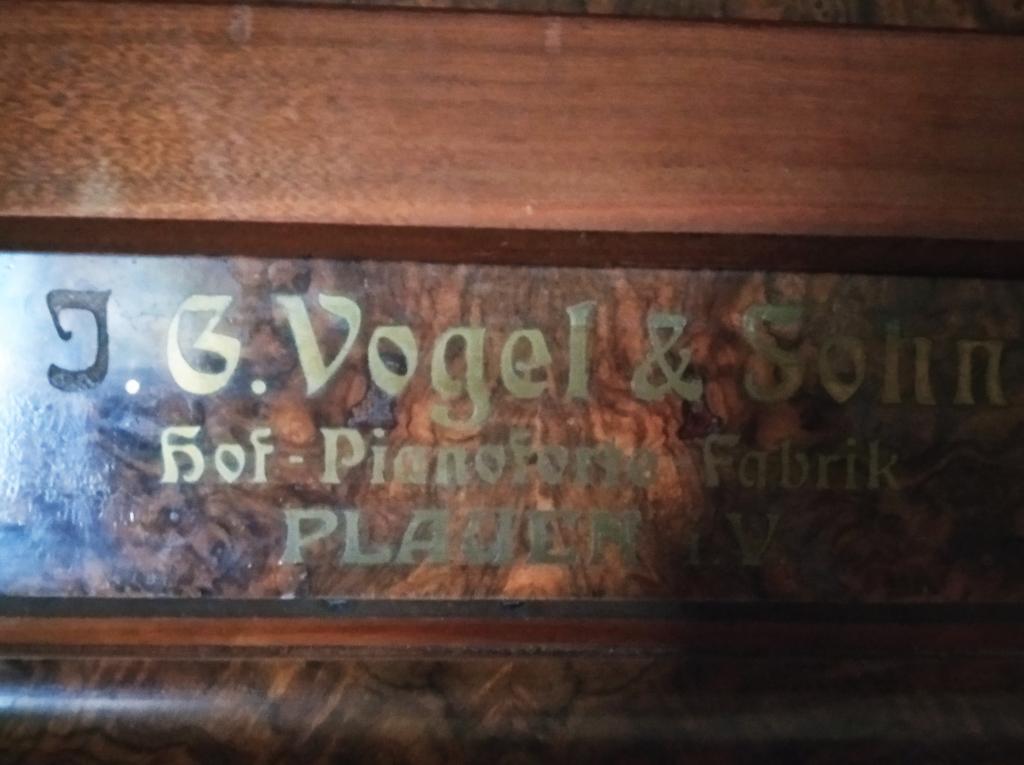 J. G. Vogel & Sohn
Hof-Pianoforte-Fabrik
PLAUEN i.V.